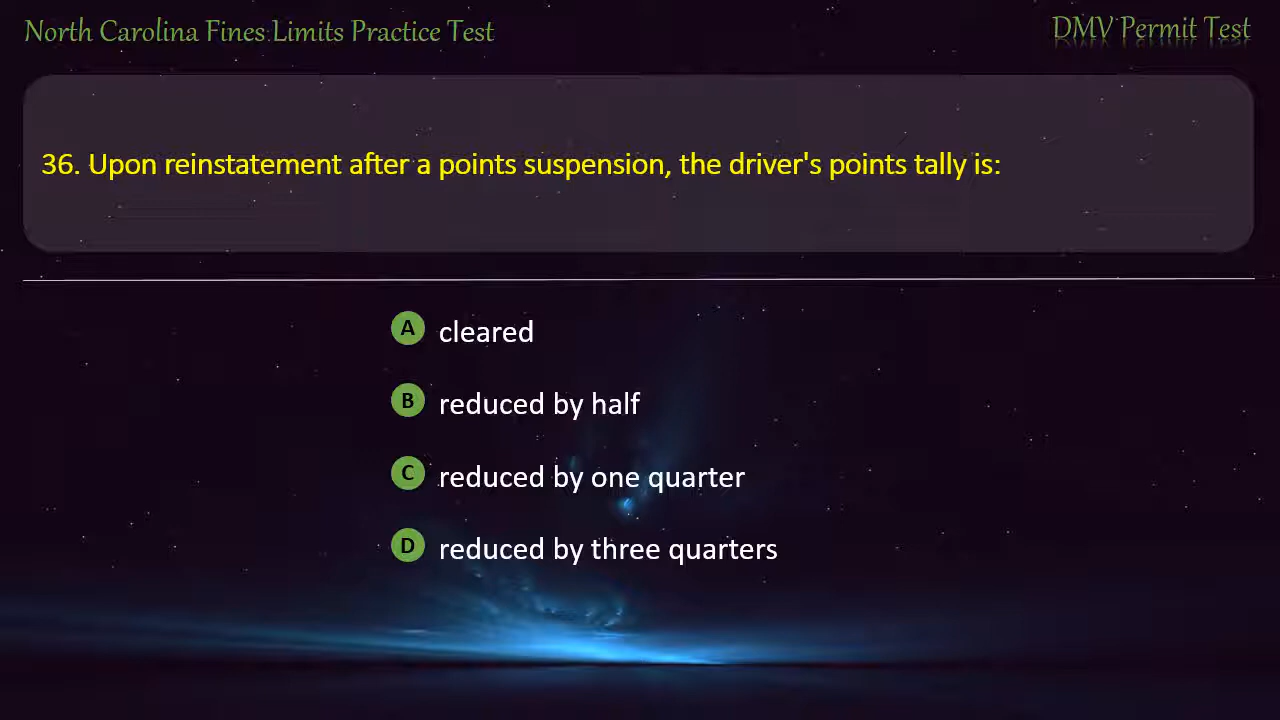 North Carolina Fines Limits Practice Test
DMV Permit Test
36. Upon reinstatement after a points suspension, the driver's points tally is:
A cleared
B reduced by half
C reduced by one quarter
D reduced by three quarters